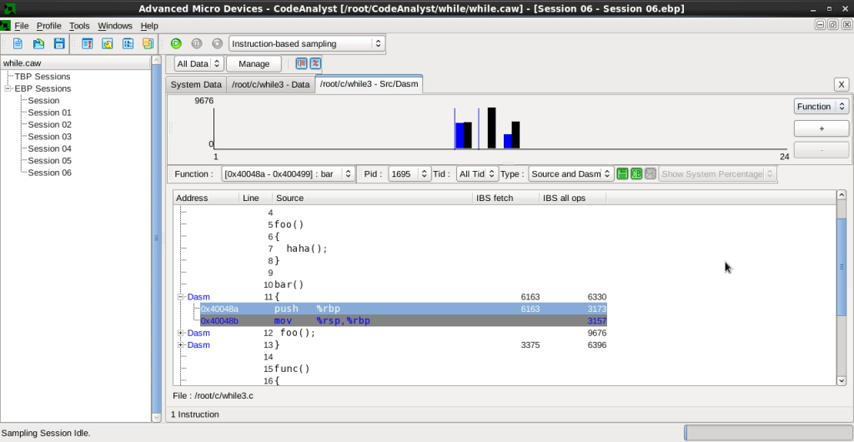 Advanced Micro Devices - CodeAnalyst [/root/CodeAnalyst/while/while.caw] - [Session 06 - Session 06.ebp]
File Profile Tools Windows Help
Instruction-based sampling
while.caw
TBP Sessions
EBP Sessions
Session
Session 01
Session 02
Session 03
Session 04
Session 05
Session 06
All Data Manage
System Data /root/c/while3 - Data /root/c/while3 - Src/Dasm X
9676
0
1 24
Function
+
-
Function : [0x40048a - 0x400499] : bar Pid : 1695 Tid : All Tid Type : Source and Dasm Show System Percentage
Address Line Source IBS fetch IBS all ops
4
5 foo()
6 {
7 haha();
8 }
9
10 bar()
Dasm 11 { 6163 6330
0x40048a push %rbp 6163 3173
0x40048b mov %rsp,%rbp 3157
Dasm 12 foo(); 9676
Dasm 13 } 3375 6396
14
15 func()
16 {
File : /root/c/while3.c
1 Instruction
Sampling Session Idle.